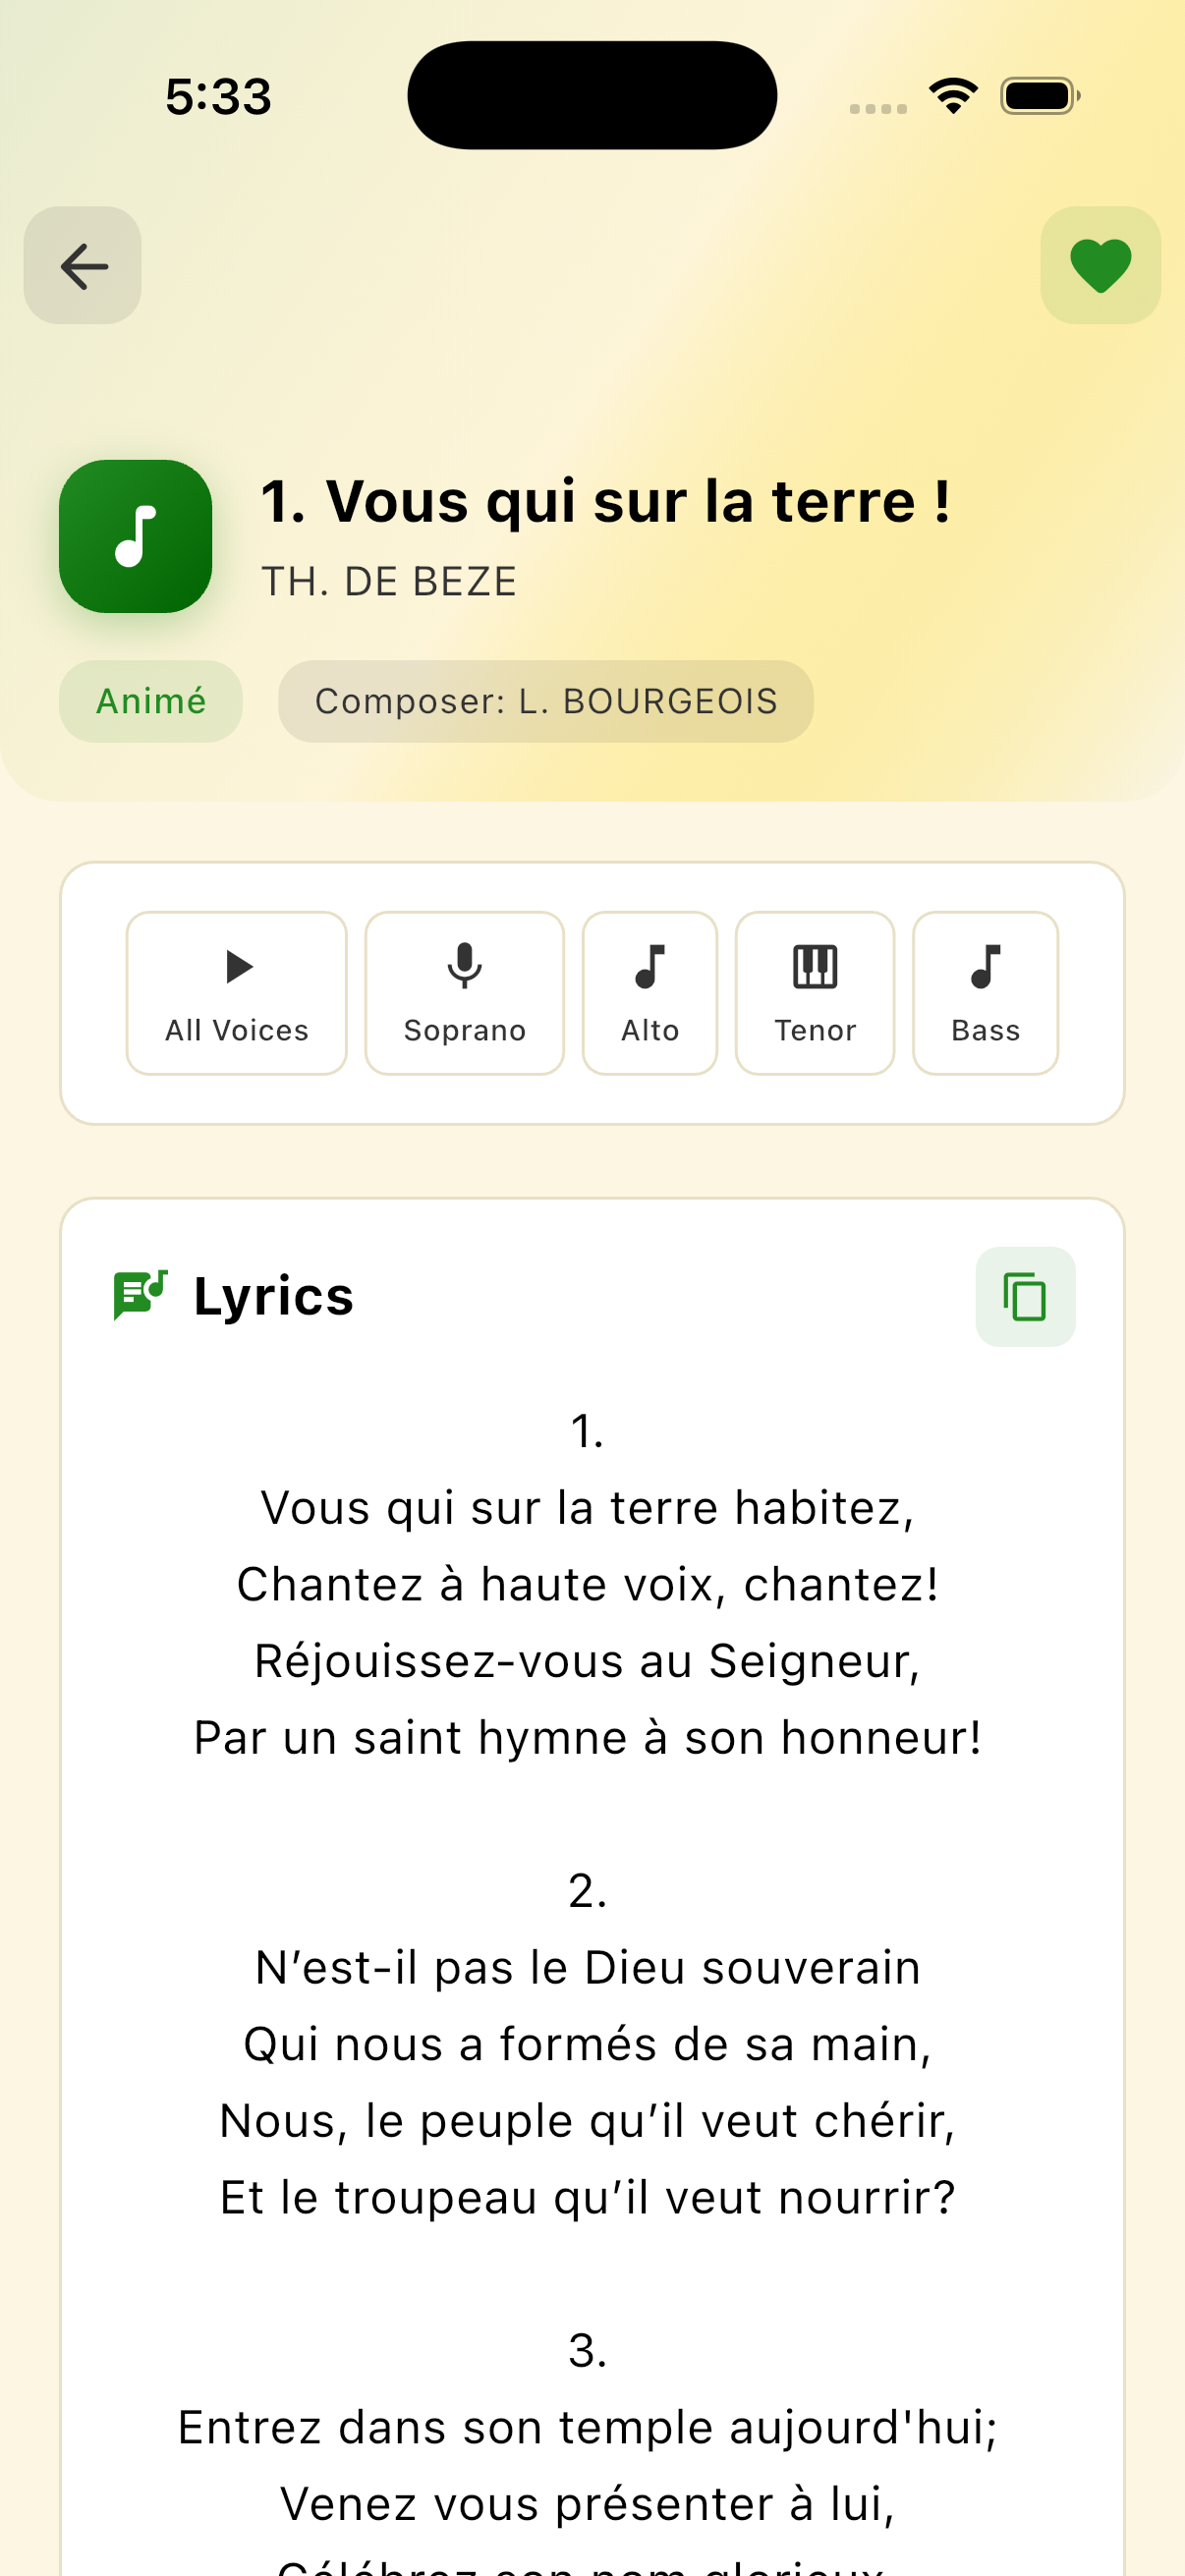 5:33
1. Vous qui sur la terre !
TH. DE BEZE
Animé
Composer: L. BOURGEOIS
All Voices
Soprano
Alto
Tenor
Bass
Lyrics
1.
Vous qui sur la terre habitez,
Chantez à haute voix, chantez!
Réjouissez-vous au Seigneur,
Par un saint hymne à son honneur!
2.
N’est-il pas le Dieu souverain
Qui nous a formés de sa main,
Nous, le peuple qu’il veut chérir,
Et le troupeau qu’il veut nourrir?
3.
Entrez dans son temple aujourd'hui;
Venez vous présenter à lui,
Célébrez son nom glorieux